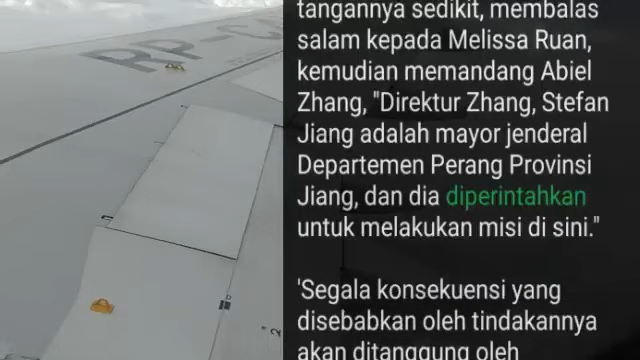 RP-C
tangannya sedikit, membalas
salam kepada Melissa Ruan,
kemudian memandang Abiel
Zhang, "Direktur Zhang, Stefan
Jiang adalah mayor jenderal
Departemen Perang Provinsi
Jiang, dan dia diperintahkan
untuk melakukan misi di sini."
'Segala konsekuensi yang
disebabkan oleh tindakannya
akan ditanggung oleh